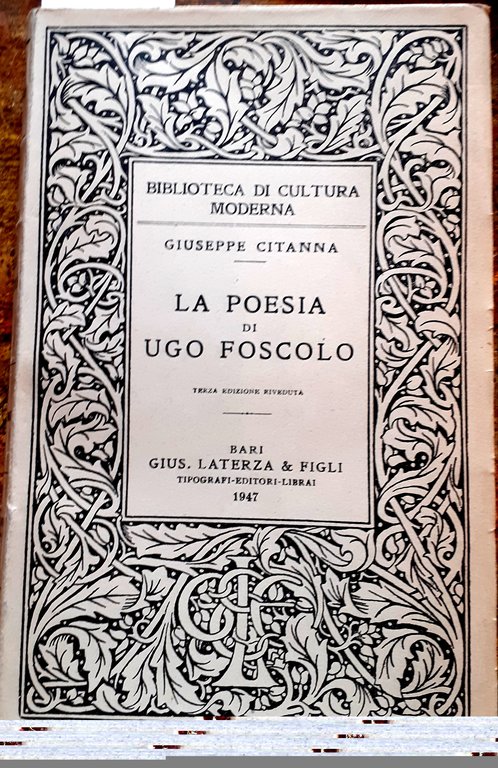 BIBLIOTECA DI CULTURA
MODERNA
GIUSEPPE CITANNA
LA POESIA
DI
UGO FOSCOLO
TERZA EDIZIONE RIVEDUTA
BARI
GIUS. LATERZA & FIGLI
TIPOGRAFI-EDITORI-LIBRAI
1947